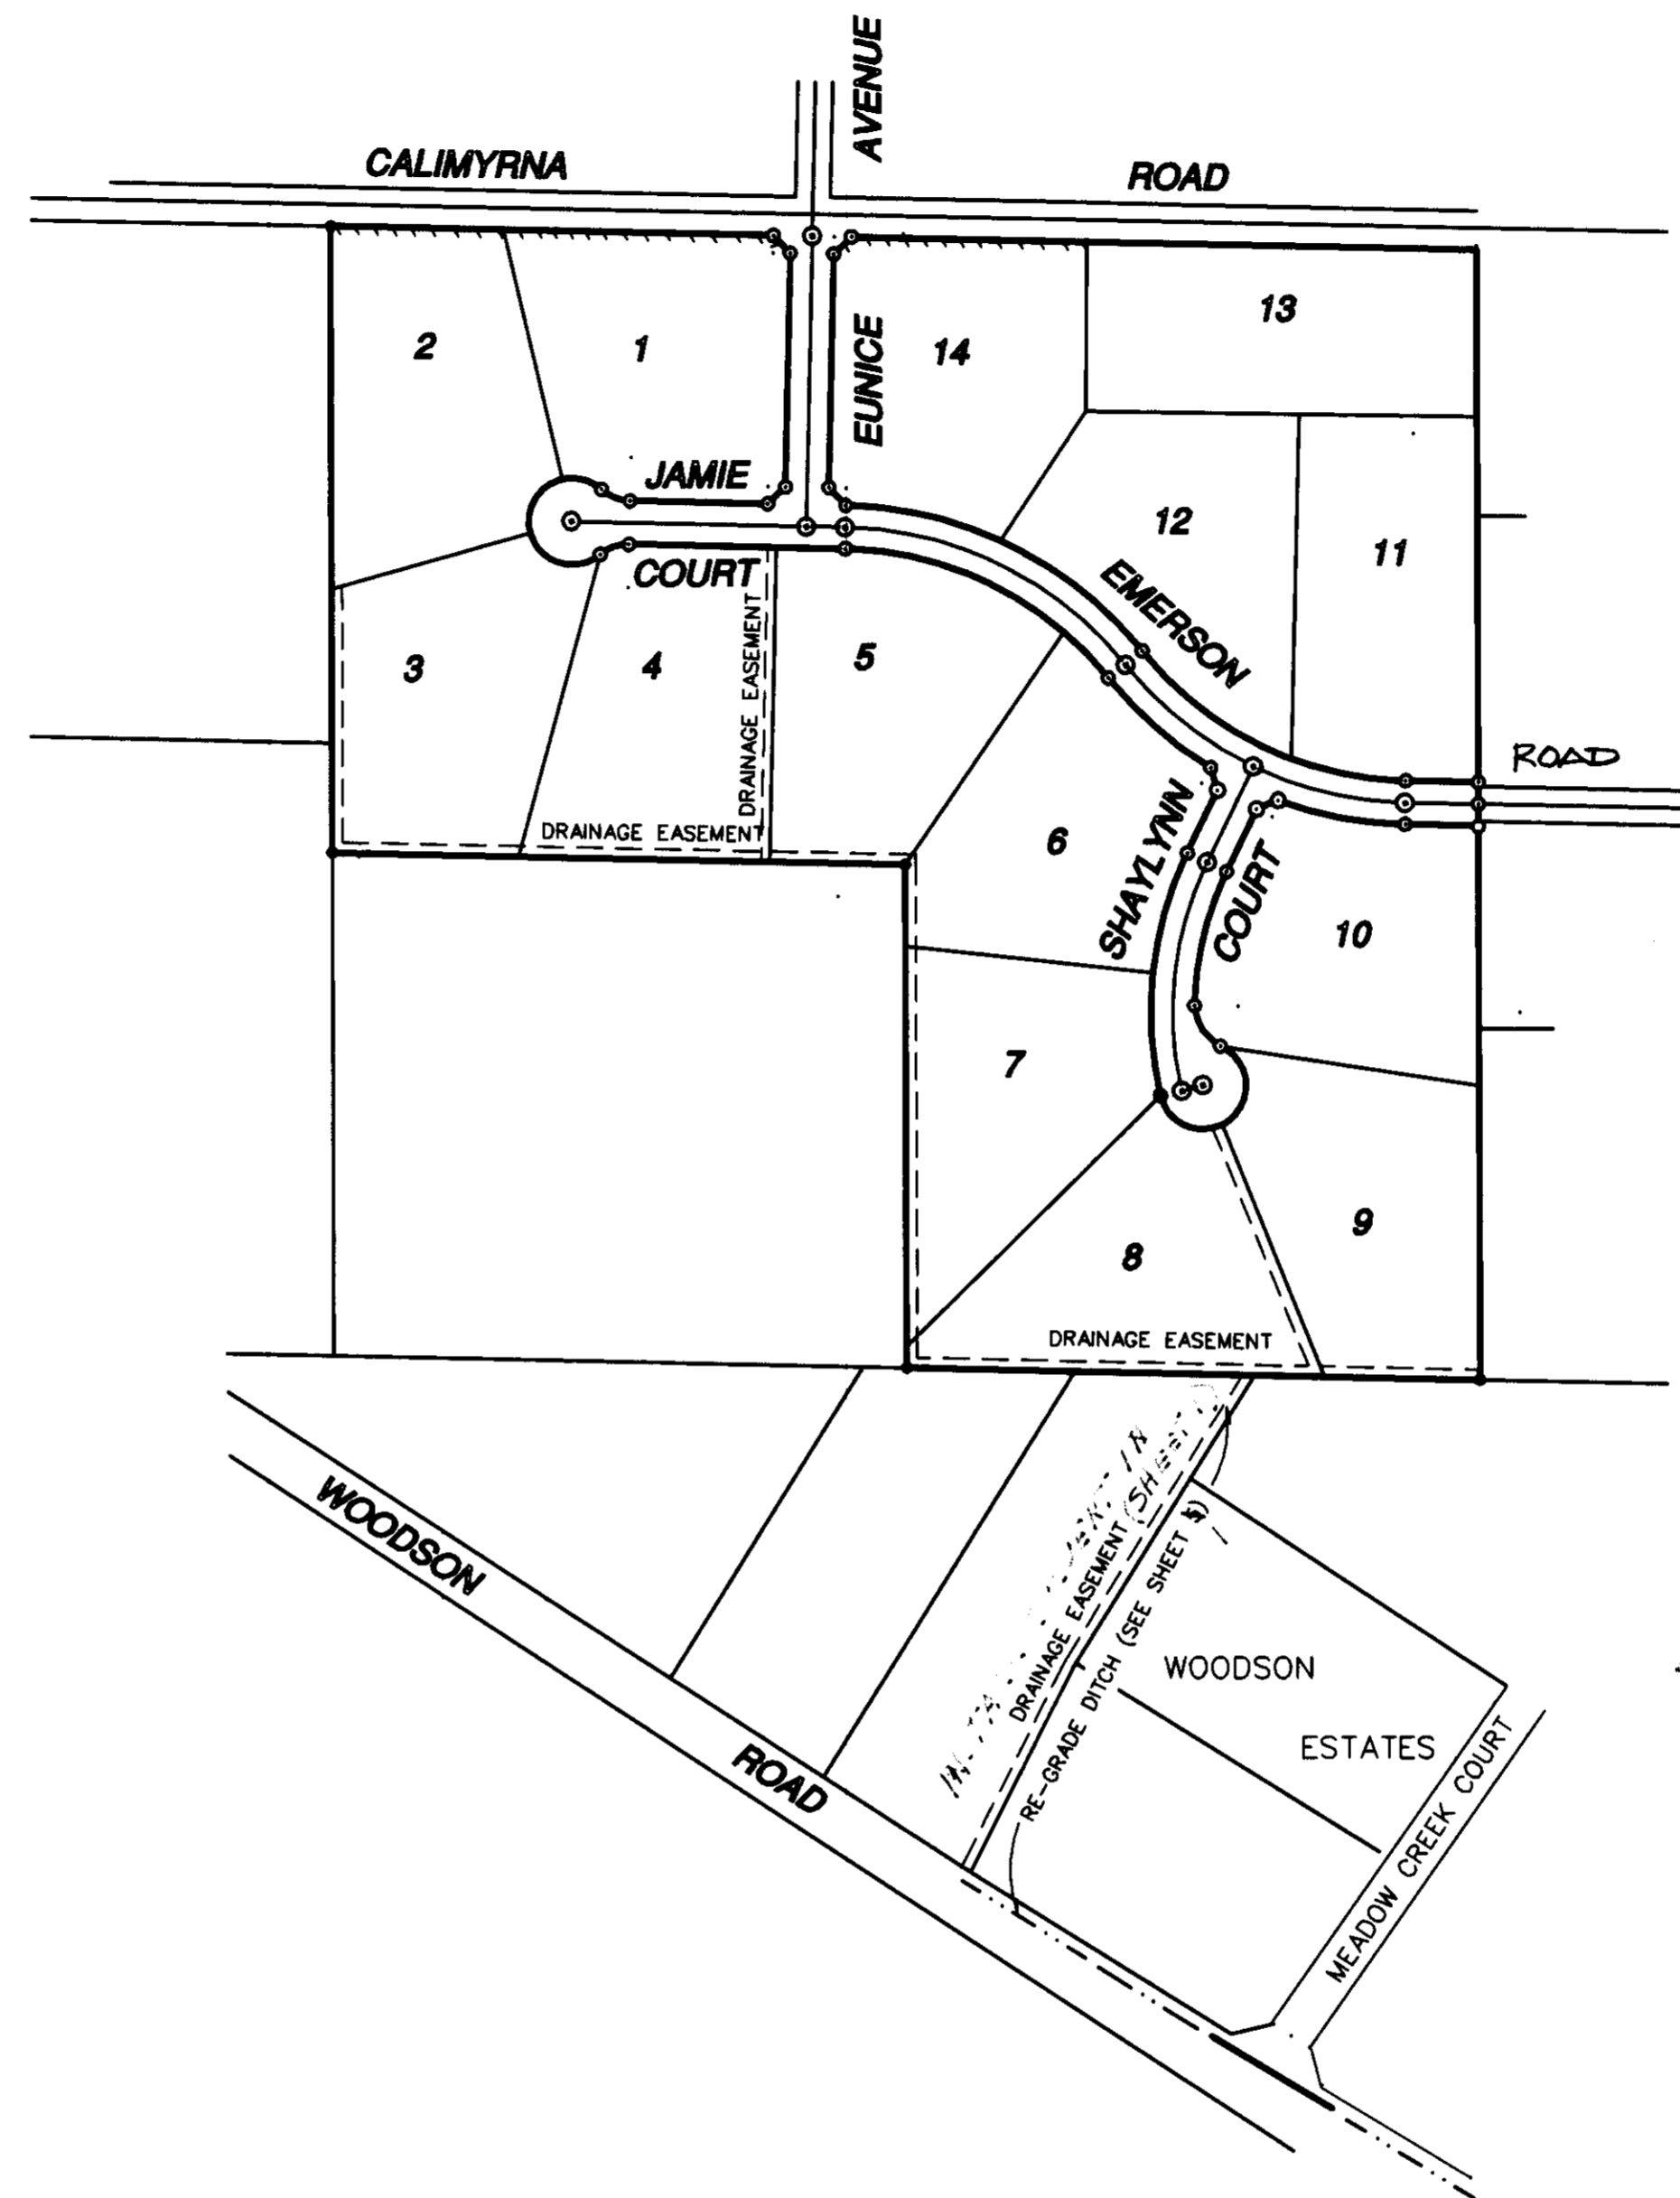 AVENUE
CALIMYRNA
ROAD
2
1
EUNICE
14
13
JAMIE
COURT
12
11
EMERSON
ROAD
3
4
DRAINAGE EASEMENT
5
DRAINAGE EASEMENT
6
SHAYLYNN
COURT
10
7
8
9
DRAINAGE EASEMENT
WOODSON
ROAD
DRAINAGE EASEMENT
RE-GRADE DITCH (SEE SHEET 5)
WOODSON
ESTATES
MEADOW CREEK COURT